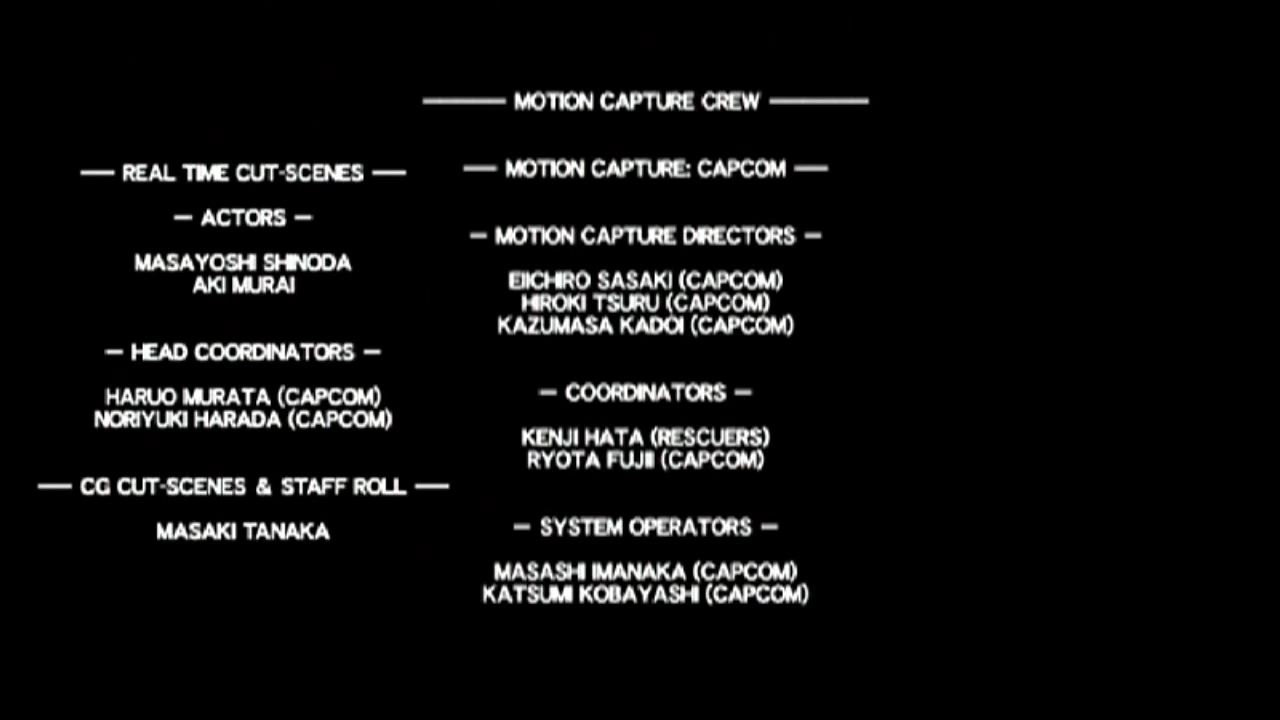 REAL TIME CUT-SCENES
— ACTORS —
MASAYOSHI SHINODA
AKI MURAI
— HEAD COORDINATORS —
HARUO MURATA (CAPCOM)
NORIYUKI HARADA (CAPCOM)
— CG CUT-SCENES & STAFF ROLL —
MASAKI TANAKA
— MOTION CAPTURE CREW —
— MOTION CAPTURE: CAPCOM —
— MOTION CAPTURE DIRECTORS —
EIICHIRO SASAKI (CAPCOM)
HIROKI TSURU (CAPCOM)
KAZUMASA KADOI (CAPCOM)
— COORDINATORS —
KENJI HATA (RESCUERS)
RYOTA FUJII (CAPCOM)
— SYSTEM OPERATORS —
MASASHI IMANAKA (CAPCOM)
KATSUMI KOBAYASHI (CAPCOM)